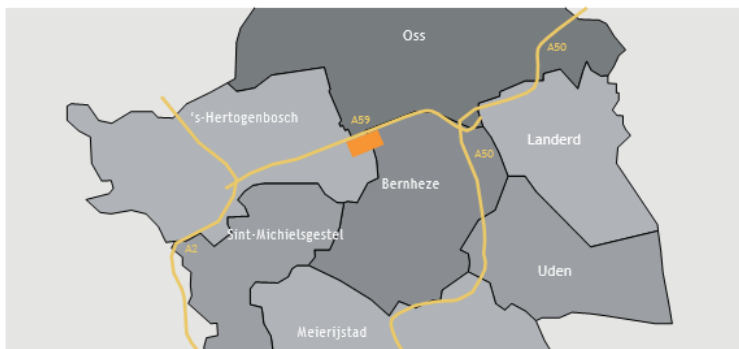 Oss
A50
A59
's-Hertogenbosch
Landerd
A50
Bernheze
Sint-Michielsgestel
A2
Uden
Meierijstad